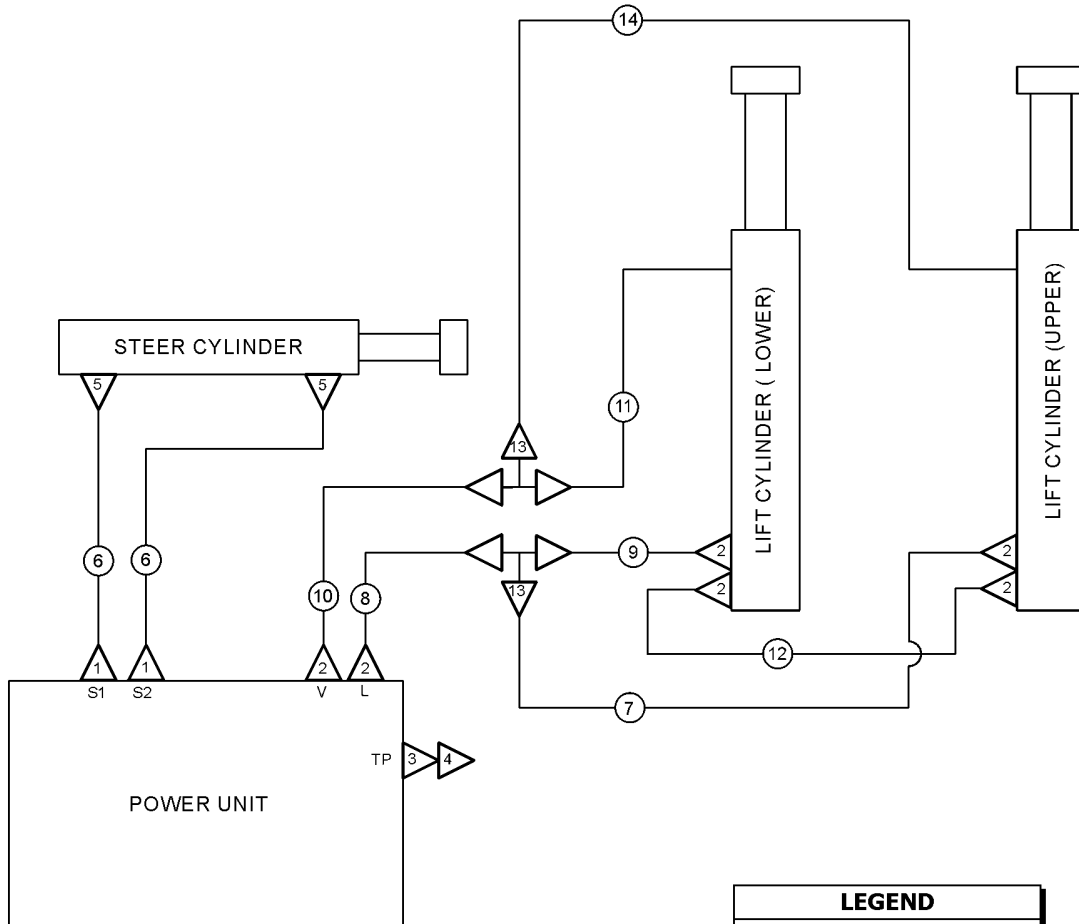 14
LIFT CYLINDER ( LOWER)
LIFT CYLINDER (UPPER)
STEER CYLINDER
5
5
11
13
6
6
10
8
9
2
2
2
2
13
12
7
1
1
2
2
S1
S2
V
L
TP
3
4
POWER UNIT
LEGEND